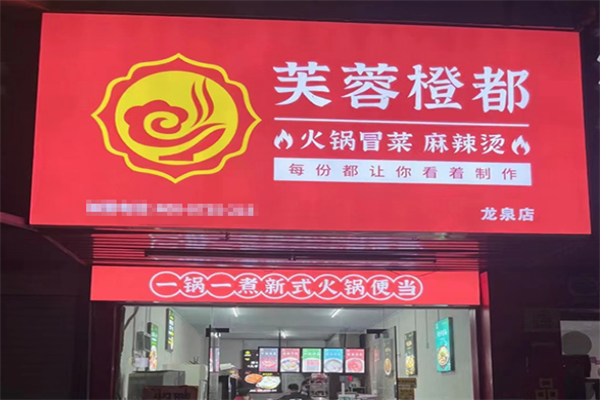 芙蓉橙都
火锅冒菜 麻辣烫
每份都让你看着制作
龙泉店
一锅一煮新式火锅便当